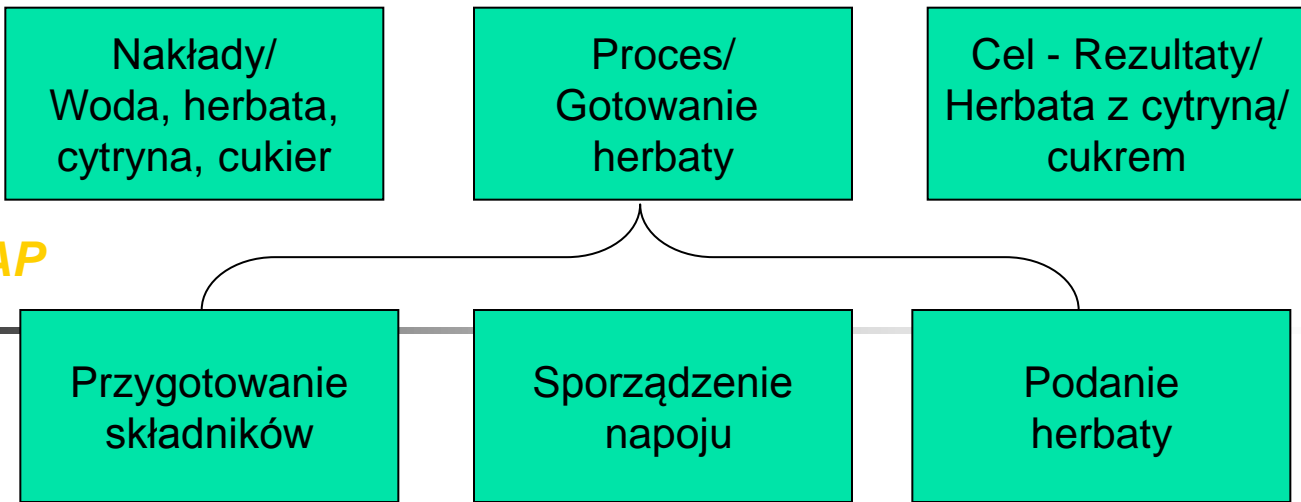 Nakłady/
Woda, herbata,
cytryna, cukier
Proces/
Gotowanie
herbaty
Cel - Rezultaty/
Herbata z cytryną/
cukrem
AP
Przygotowanie
składników
Sporządzenie
napoju
Podanie
herbaty